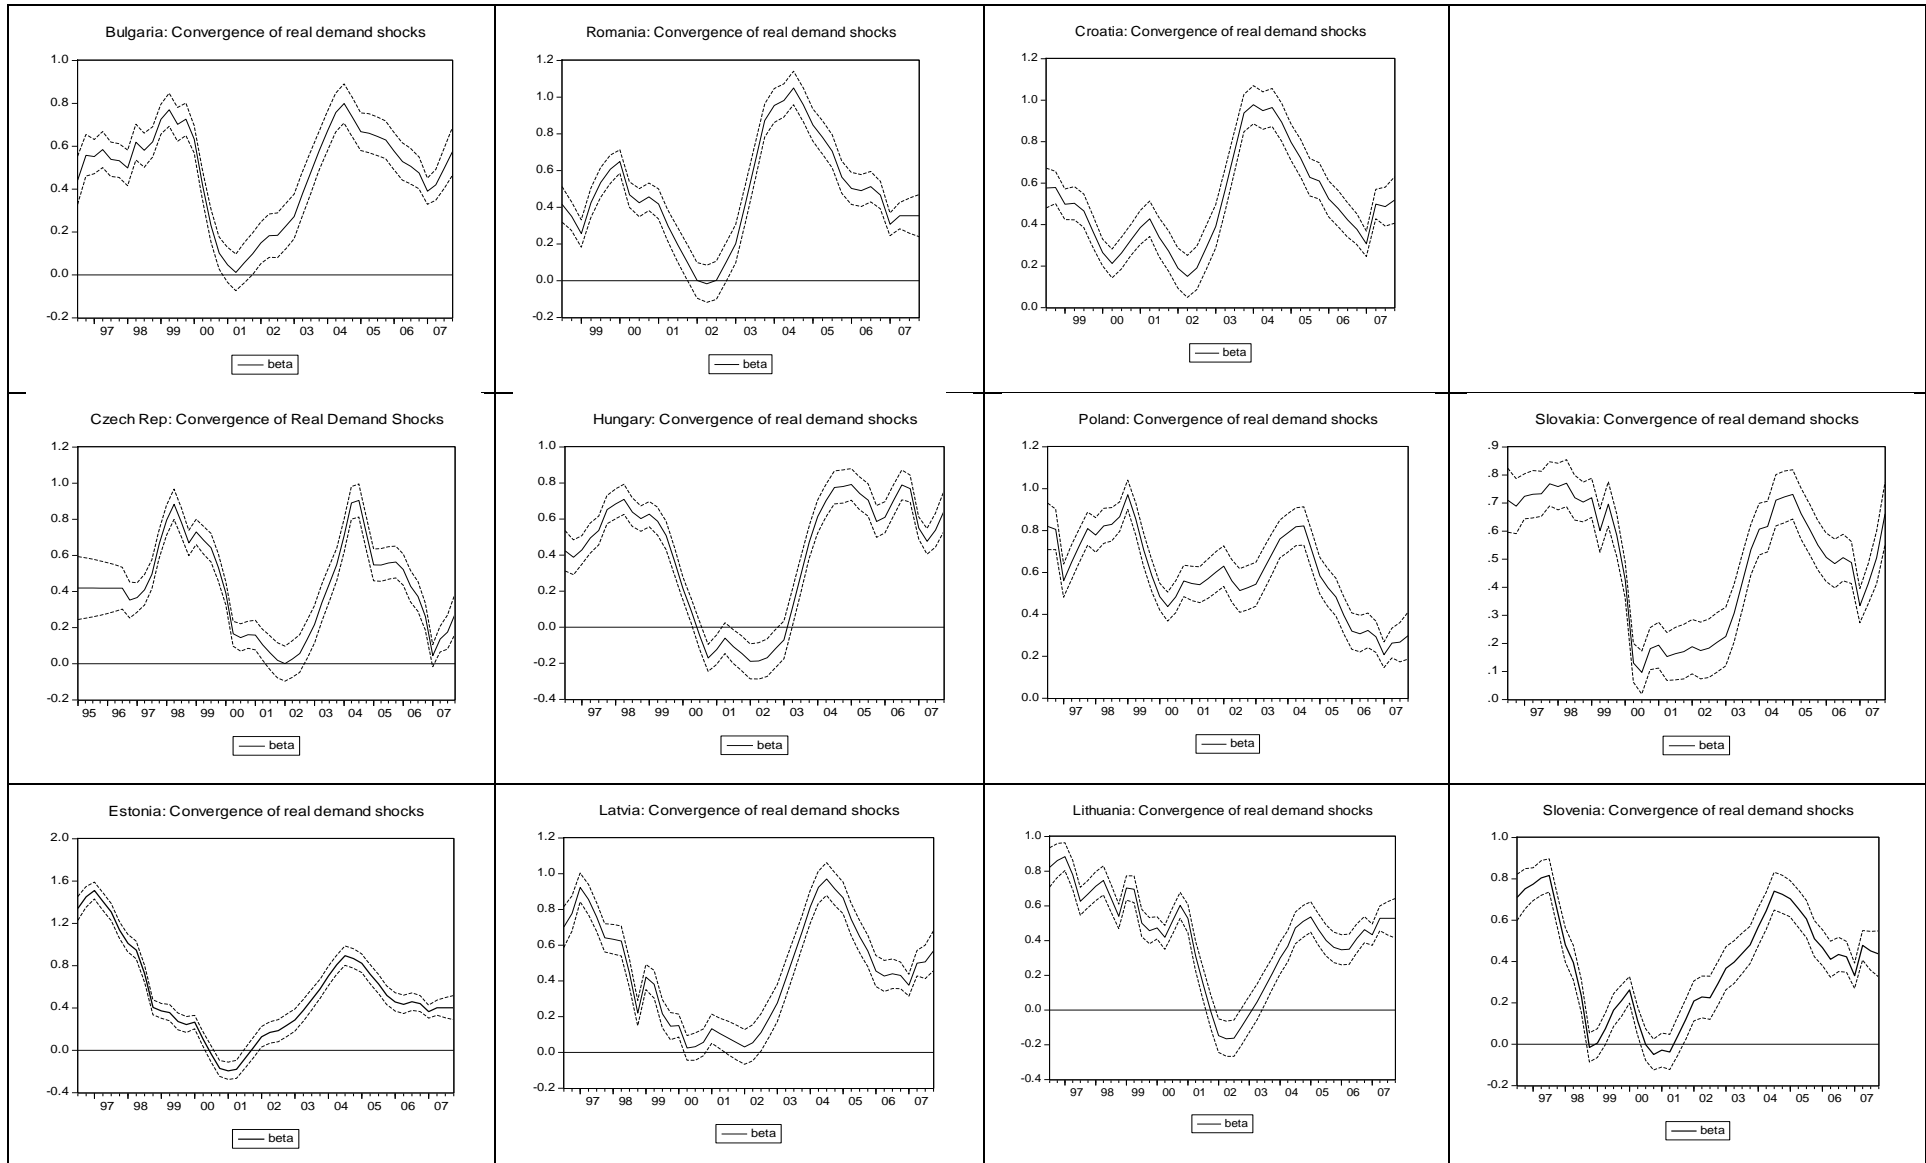 Bulgaria: Convergence of real demand shocks
1.0
0.8
0.6
0.4
0.2
0.0
-0.2
97 98 99 00 01 02 03 04 05 06 07
beta
Romania: Convergence of real demand shocks
1.2
1.0
0.8
0.6
0.4
0.2
0.0
-0.2
99 00 01 02 03 04 05 06 07
beta
Croatia: Convergence of real demand shocks
1.2
1.0
0.8
0.6
0.4
0.2
0.0
99 00 01 02 03 04 05 06 07
beta
Czech Rep: Convergence of Real Demand Shocks
1.2
1.0
0.8
0.6
0.4
0.2
0.0
-0.2
95 96 97 98 99 00 01 02 03 04 05 06 07
beta
Hungary: Convergence of real demand shocks
1.0
0.8
0.6
0.4
0.2
0.0
-0.2
-0.4
97 98 99 00 01 02 03 04 05 06 07
beta
Poland: Convergence of real demand shocks
1.2
1.0
0.8
0.6
0.4
0.2
0.0
97 98 99 00 01 02 03 04 05 06 07
beta
Slovakia: Convergence of real demand shocks
.9
.8
.7
.6
.5
.4
.3
.2
.1
.0
97 98 99 00 01 02 03 04 05 06 07
beta
Estonia: Convergence of real demand shocks
2.0
1.6
1.2
0.8
0.4
0.0
-0.4
97 98 99 00 01 02 03 04 05 06 07
beta
Latvia: Convergence of real demand shocks
1.2
1.0
0.8
0.6
0.4
0.2
0.0
-0.2
97 98 99 00 01 02 03 04 05 06 07
beta
Lithuania: Convergence of real demand shocks
1.0
0.8
0.6
0.4
0.2
0.0
-0.2
-0.4
97 98 99 00 01 02 03 04 05 06 07
beta
Slovenia: Convergence of real demand shocks
1.0
0.8
0.6
0.4
0.2
0.0
-0.2
97 98 99 00 01 02 03 04 05 06 07
beta